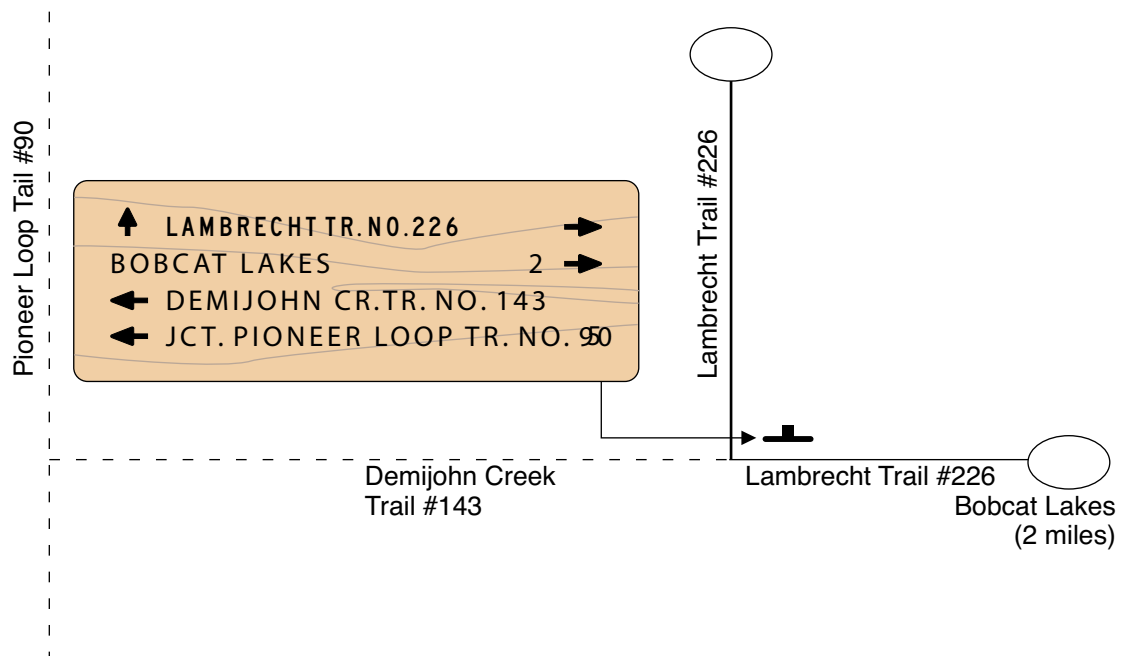 Pioneer Loop Tail #90
LAMBRECHT TR. NO. 226
BOBCAT LAKES 2
DEMIJOHN CR. TR. NO. 143
JCT. PIONEER LOOP TR. NO. 90 5
Lambrecht Trail #226
Demijohn Creek
Trail #143
Lambrecht Trail #226
Bobcat Lakes
(2 miles)